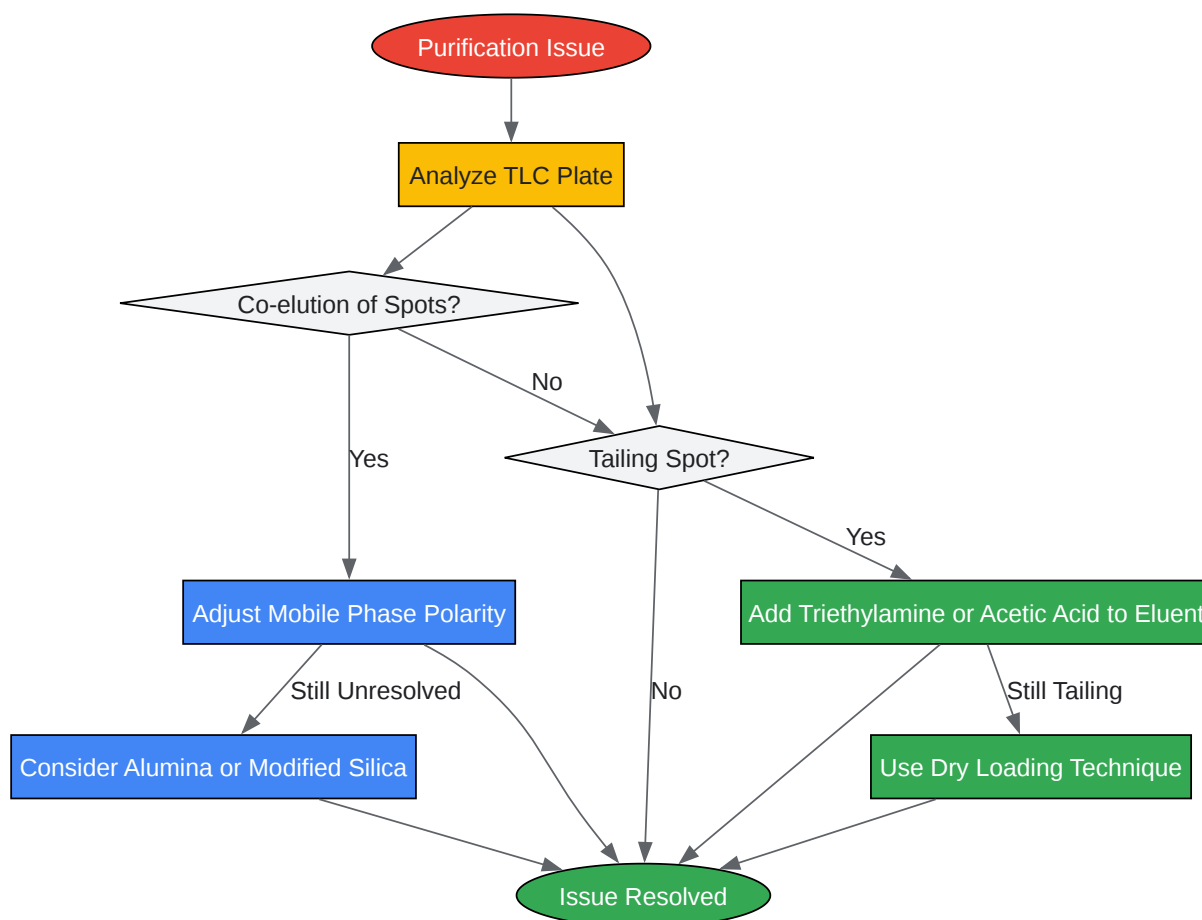 Purification Issue
Analyze TLC Plate
Co-elution of Spots?
No
Tailing Spot?
Yes
Yes
Adjust Mobile Phase Polarity
Add Triethylamine or Acetic Acid to Eluent
Still Unresolved
No
Still Tailing
Consider Alumina or Modified Silica
Use Dry Loading Technique
Issue Resolved